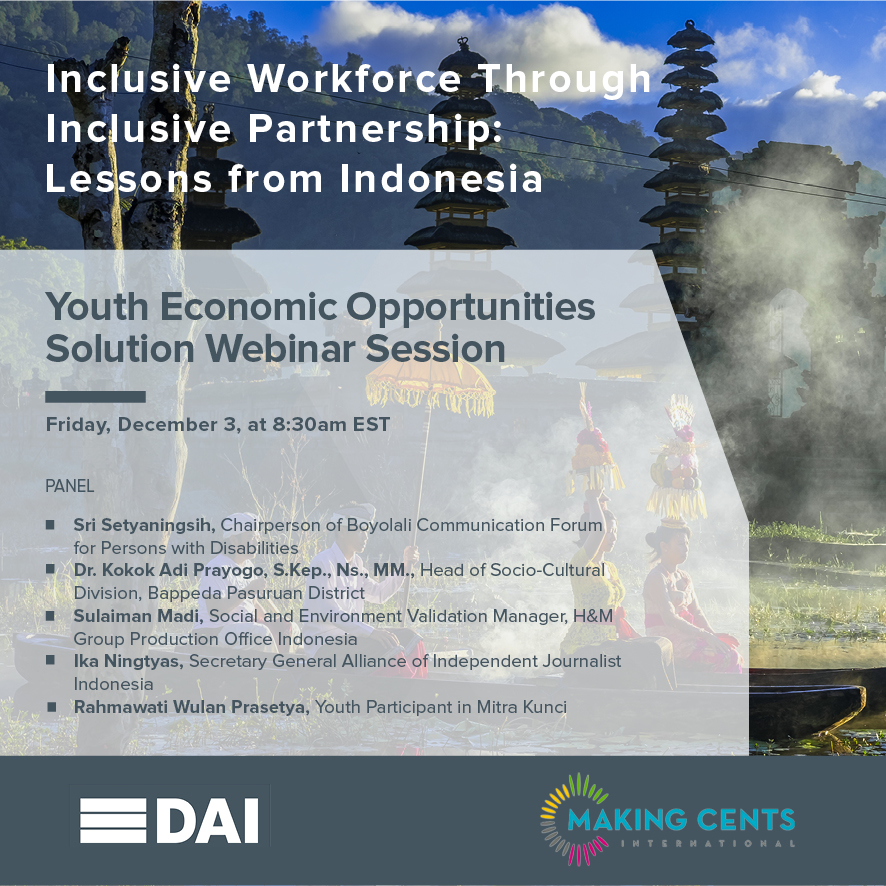 Inclusive Workforce Through
Inclusive Partnership:
Lessons from Indonesia
Youth Economic Opportunities
Solution Webinar Session
Friday, December 3, at 8:30am EST
PANEL
Sri Setyaningsih, Chairperson of Boyolali Communication Forum
for Persons with Disabilities
Dr. Kokok Adi Prayogo, S.Kep., Ns., MM., Head of Socio-Cultural
Division, Bappeda Pasuruan District
Sulaiman Madi, Social and Environment Validation Manager, H&M
Group Production Office Indonesia
Ika Ningtyas, Secretary General Alliance of Independent Journalist
Indonesia
Rahmawati Wulan Prasetya, Youth Participant in Mitra Kunci
DAI
MAKING CENTS
INTERNATIONAL